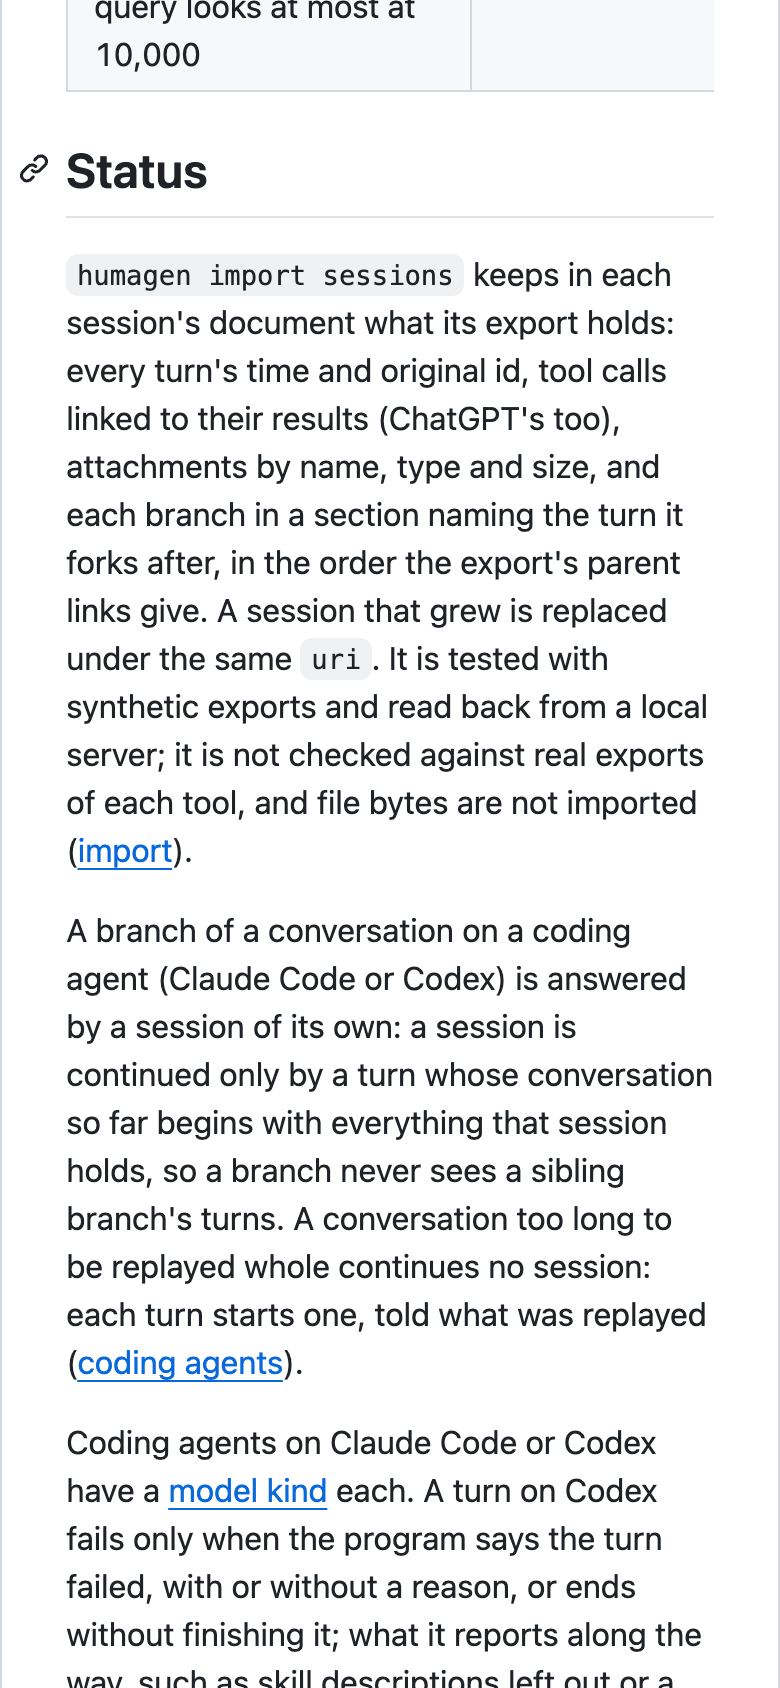 query looks at most at
10,000
Status
humagen import sessions keeps in each
session's document what its export holds:
every turn's time and original id, tool calls
linked to their results (ChatGPT's too),
attachments by name, type and size, and
each branch in a section naming the turn it
forks after, in the order the export's parent
links give. A session that grew is replaced
under the same uri. It is tested with
synthetic exports and read back from a local
server; it is not checked against real exports
of each tool, and file bytes are not imported
(import).
A branch of a conversation on a coding
agent (Claude Code or Codex) is answered
by a session of its own: a session is
continued only by a turn whose conversation
so far begins with everything that session
holds, so a branch never sees a sibling
branch's turns. A conversation too long to
be replayed whole continues no session:
each turn starts one, told what was replayed
(coding agents).
Coding agents on Claude Code or Codex
have a model kind each. A turn on Codex
fails only when the program says the turn
failed, with or without a reason, or ends
without finishing it; what it reports along the
way, such as skill descriptions left out or a